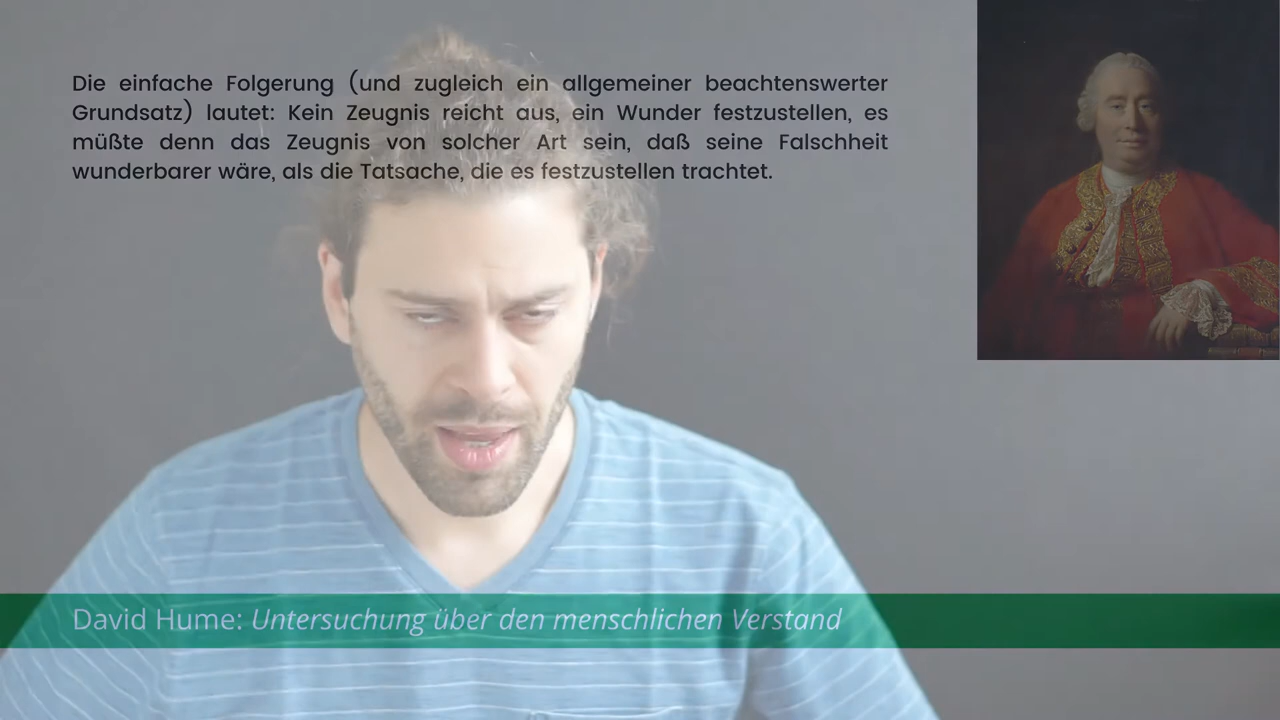 Die einfache Folgerung (und zugleich ein allgemeiner beachtenswerter
Grundsatz) lautet: Kein Zeugnis reicht aus, ein Wunder festzustellen, es
müßte denn das Zeugnis von solcher Art sein, daß seine Falschheit
wunderbarer wäre, als die Tatsache, die es festzustellen trachtet.
David Hume: Untersuchung über den menschlichen Verstand